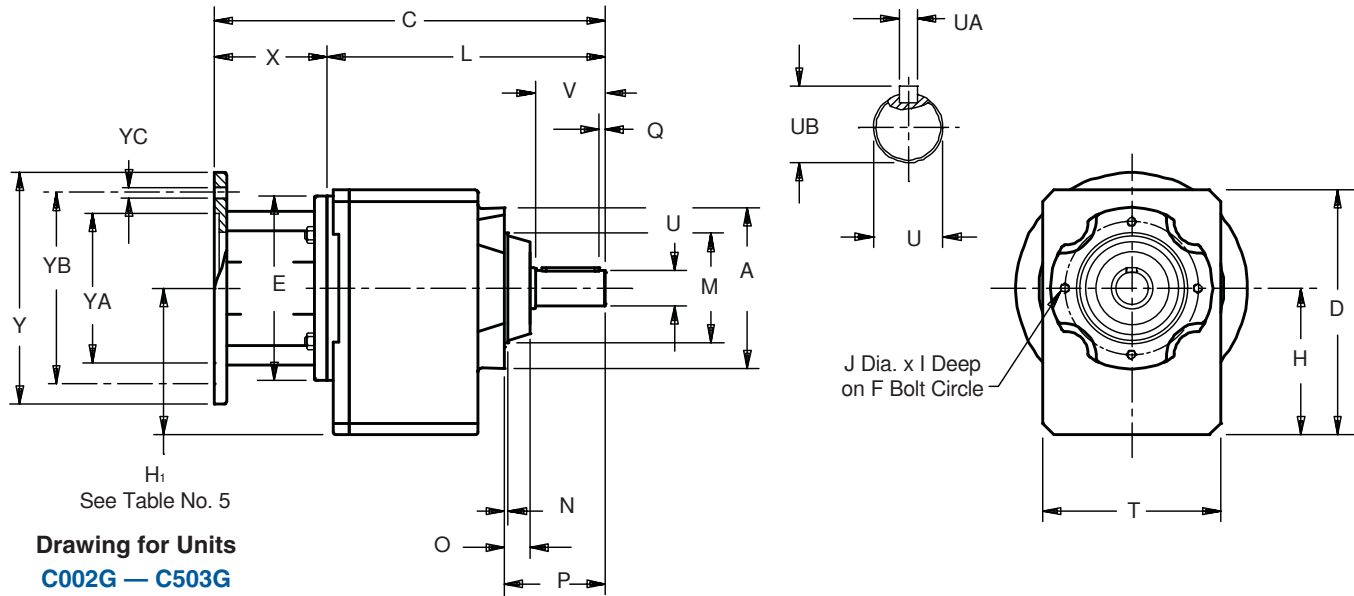 C
UA
X
L
V
YC
Q
UB
U
U
A
M
YB
YA
E
Y
D
H
J Dia. x I Deep
on F Bolt Circle
H1
See Table No. 5
N
T
O
P
Drawing for Units
C002G — C503G